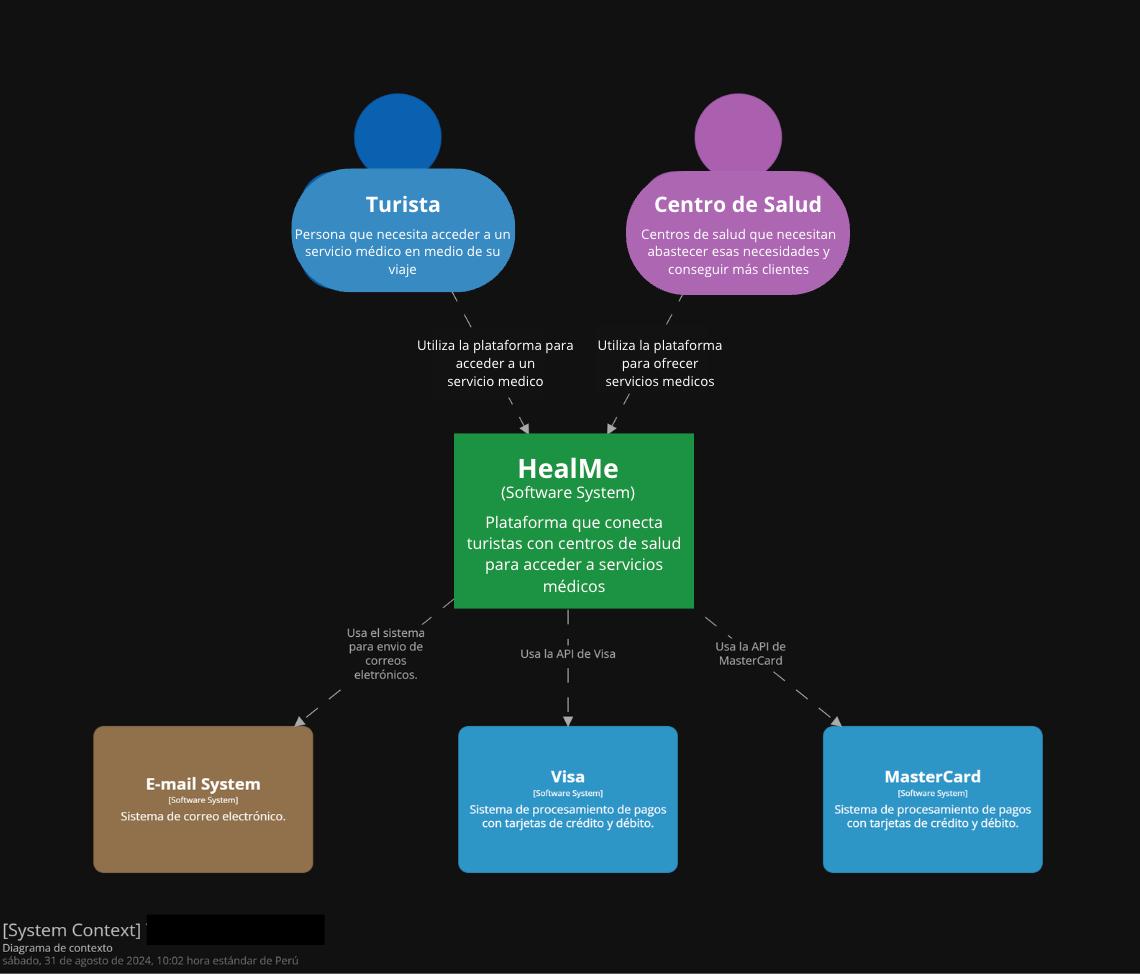 Turista
Persona que necesita acceder a un
servicio médico en medio de su
viaje
Centro de Salud
Centros de salud que necesitan
abastecer esas necesidades y
conseguir más clientes
Utiliza la plataforma para
acceder a un
servicio medico
Utiliza la plataforma
para ofrecer
servicios medicos
HealMe
(Software System)
Plataforma que conecta
turistas con centros de salud
para acceder a servicios
médicos
Usa el sistema
para envio de
correos
eletrónicos.
Usa la API de Visa
Usa la API de
MasterCard
E-mail System
[Software System]
Sistema de correo electrónico.
Visa
[Software System]
Sistema de procesamiento de pagos
con tarjetas de crédito y débito.
MasterCard
[Software System]
Sistema de procesamiento de pagos
con tarjetas de crédito y débito.
[System Context]
Diagrama de contexto
sábado, 31 de agosto de 2024, 10:02 hora estándar de Perú